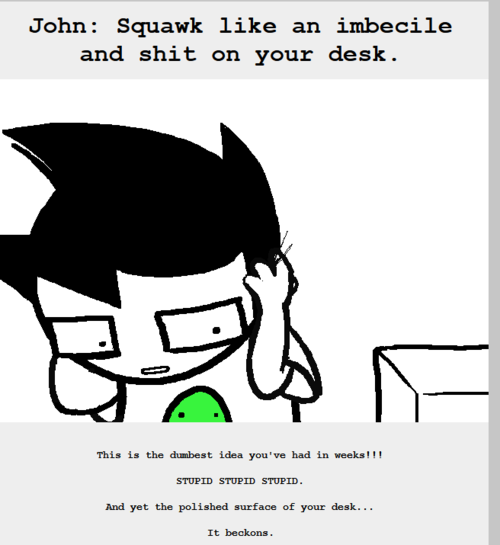 John: Squawk like an imbecile
and shit on your desk.
This is the dumbest idea you've had in weeks!!!
STUPID STUPID STUPID.
And yet the polished surface of your desk...
It beckons.